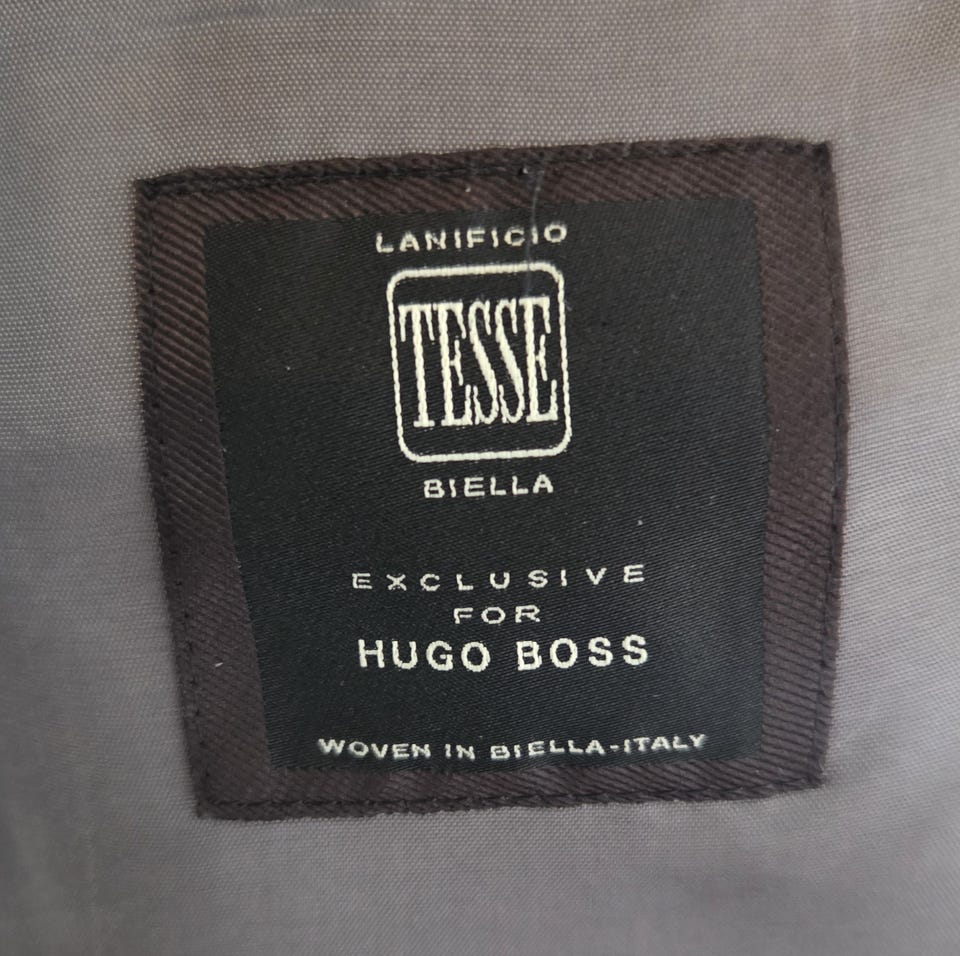 LANIFICIO
TESSE
BIELLA
EXCLUSIVE
FOR
HUGO BOSS
WOVEN IN BIELLA-ITALY